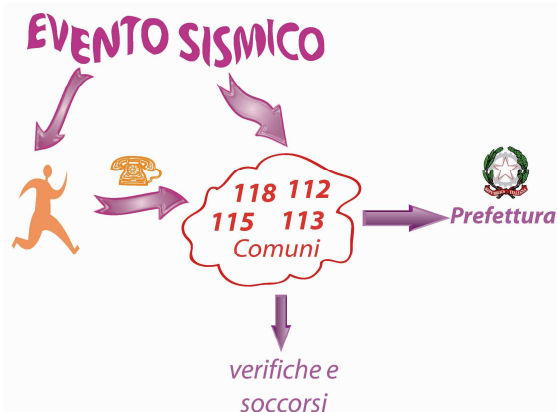 EVENTO SISMICO
118 112
115 113
Comuni
Prefettura
verifiche e
soccorsi